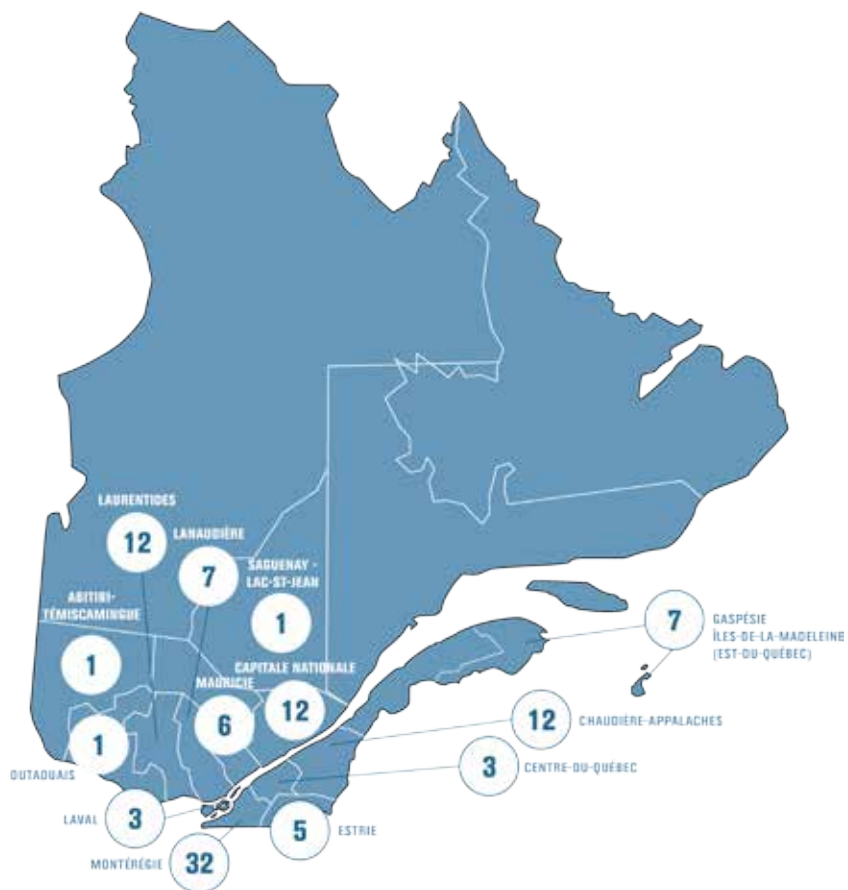 LAURENTIDES
12
LANAUDIÈRE
7
SAGUENAY -
LAC-ST-JEAN
1
ABITIBI-
TÉMISCAMINGUE
1
CAPITALE NATIONALE
12
MAURICIE
6
7
GASPÉSIE
ÎLES-DE-LA-MADELEINE
(EST-DU-QUÉBEC)
12
CHAUDIÈRE-APPALACHES
3
CENTRE-DU-QUÉBEC
1
OUTAOUAIS
LAVAL
3
5
ESTRIE
MONTÉRÉGIE
32